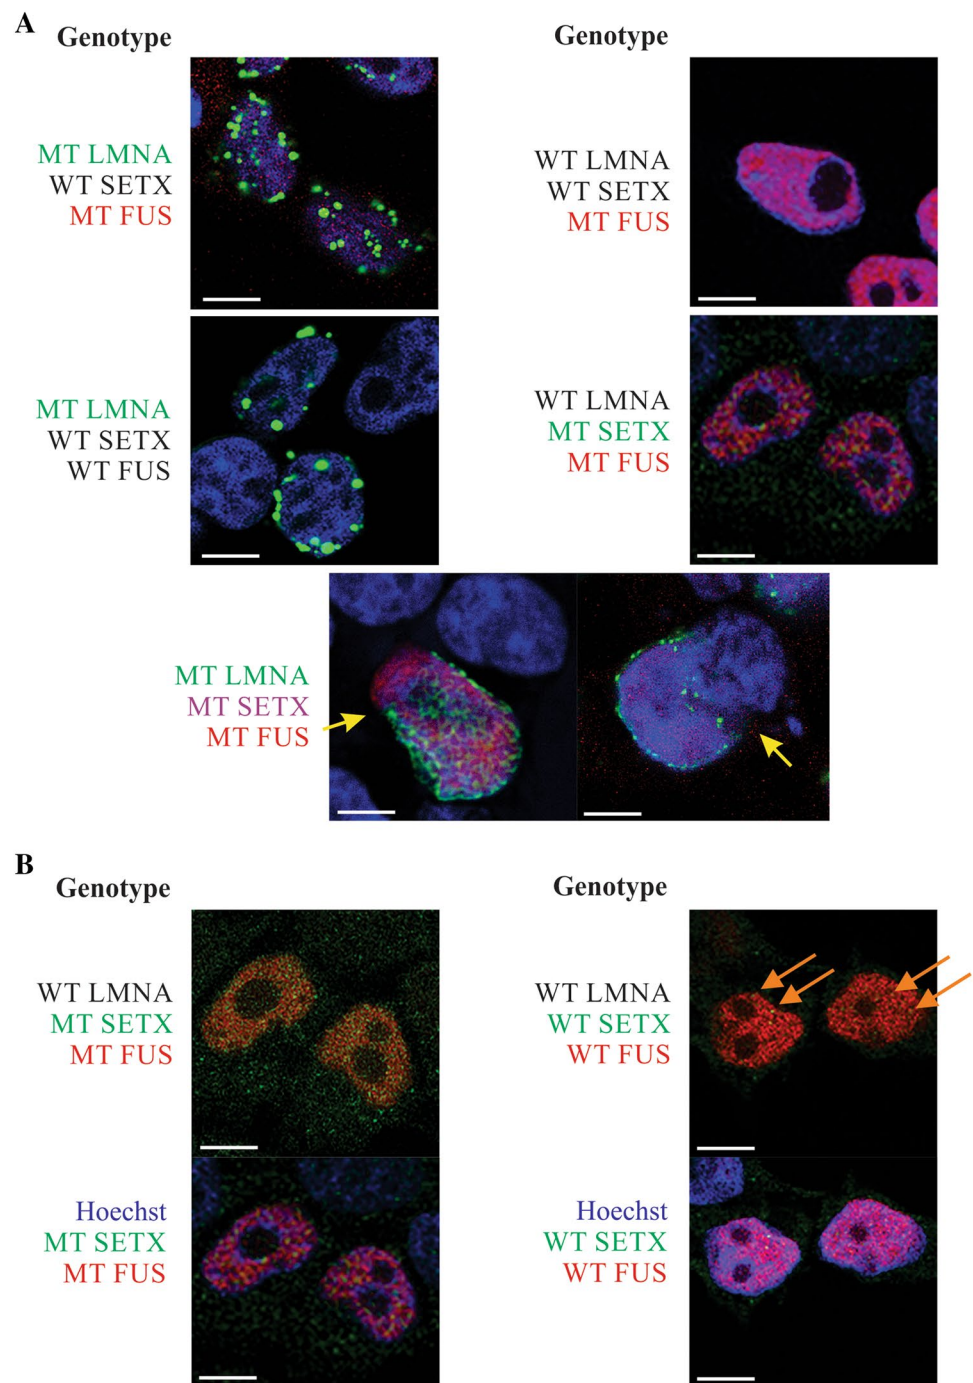 A
Genotype
Genotype
MT LMNA
WT SETX
MT FUS
WT LMNA
WT SETX
MT FUS
MT LMNA
WT SETX
WT FUS
WT LMNA
MT SETX
MT FUS
MT LMNA
MT SETX
MT FUS
B
Genotype
Genotype
WT LMNA
MT SETX
MT FUS
WT LMNA
WT SETX
WT FUS
Hoechst
MT SETX
MT FUS
Hoechst
WT SETX
WT FUS